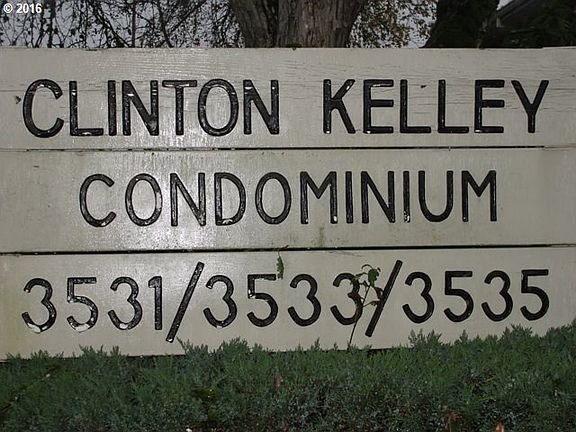 © 2016
CLINTON KELLEY
CONDOMINIUM
3531/3533/3535